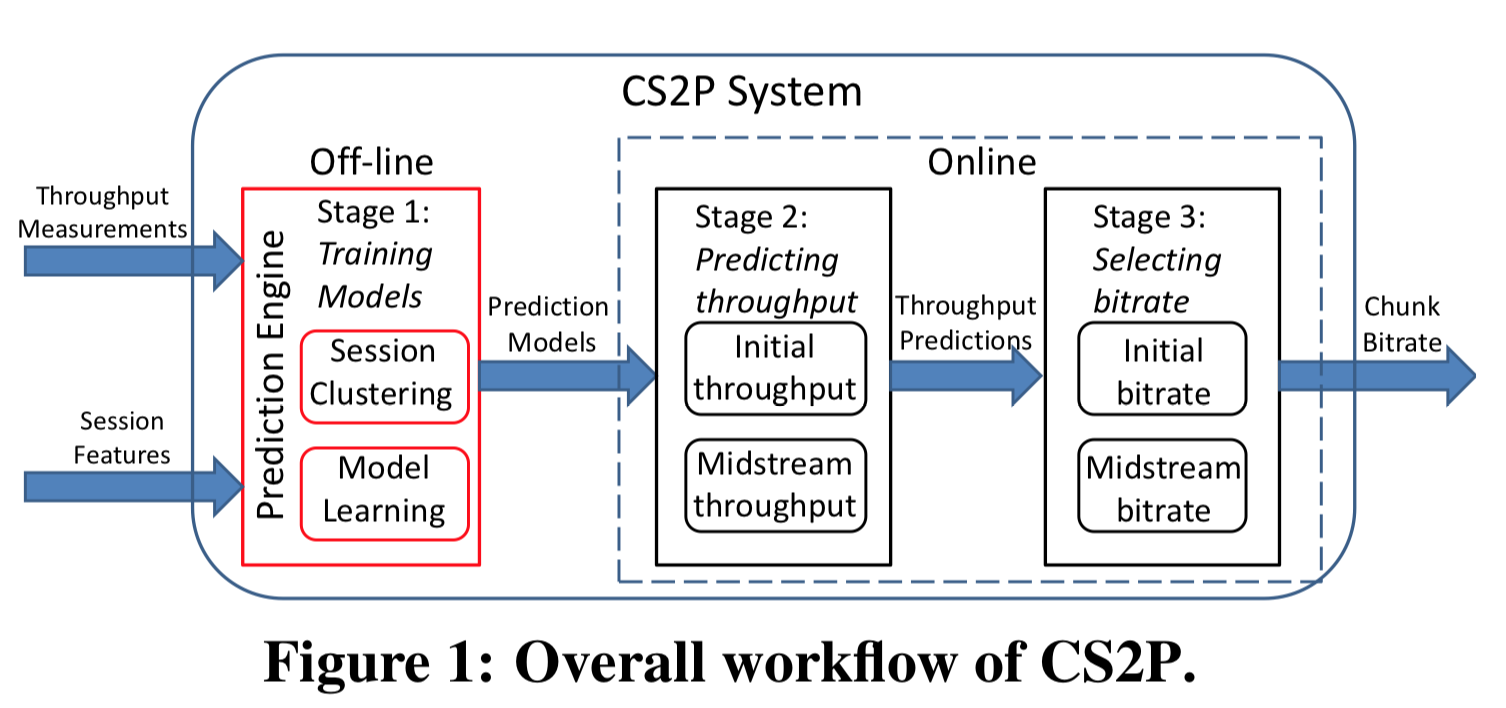 CS2P System
Off-line
Online
Throughput
Measurements
Session
Features
Prediction Engine
Stage 1:
Training
Models
Session
Clustering
Model
Learning
Prediction
Models
Stage 2:
Predicting
throughput
Initial
throughput
Midstream
throughput
Throughput
Predictions
Stage 3:
Selecting
bitrate
Initial
bitrate
Midstream
bitrate
Chunk
Bitrate
Figure 1: Overall workflow of CS2P.